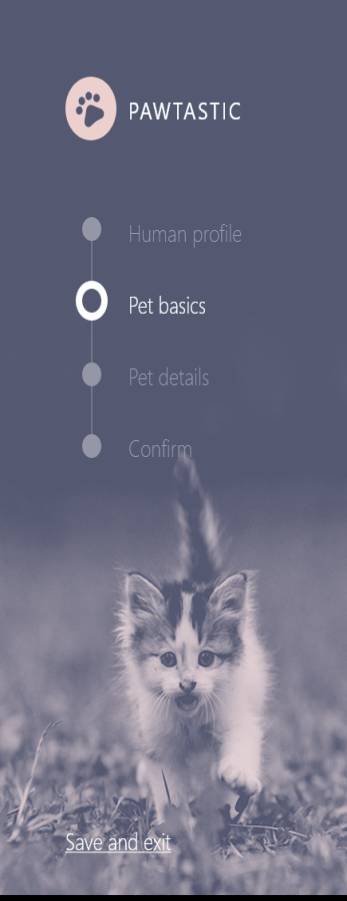 PAWTASTIC
Human profile
Pet basics
Pet details
Confirm
Save and exit